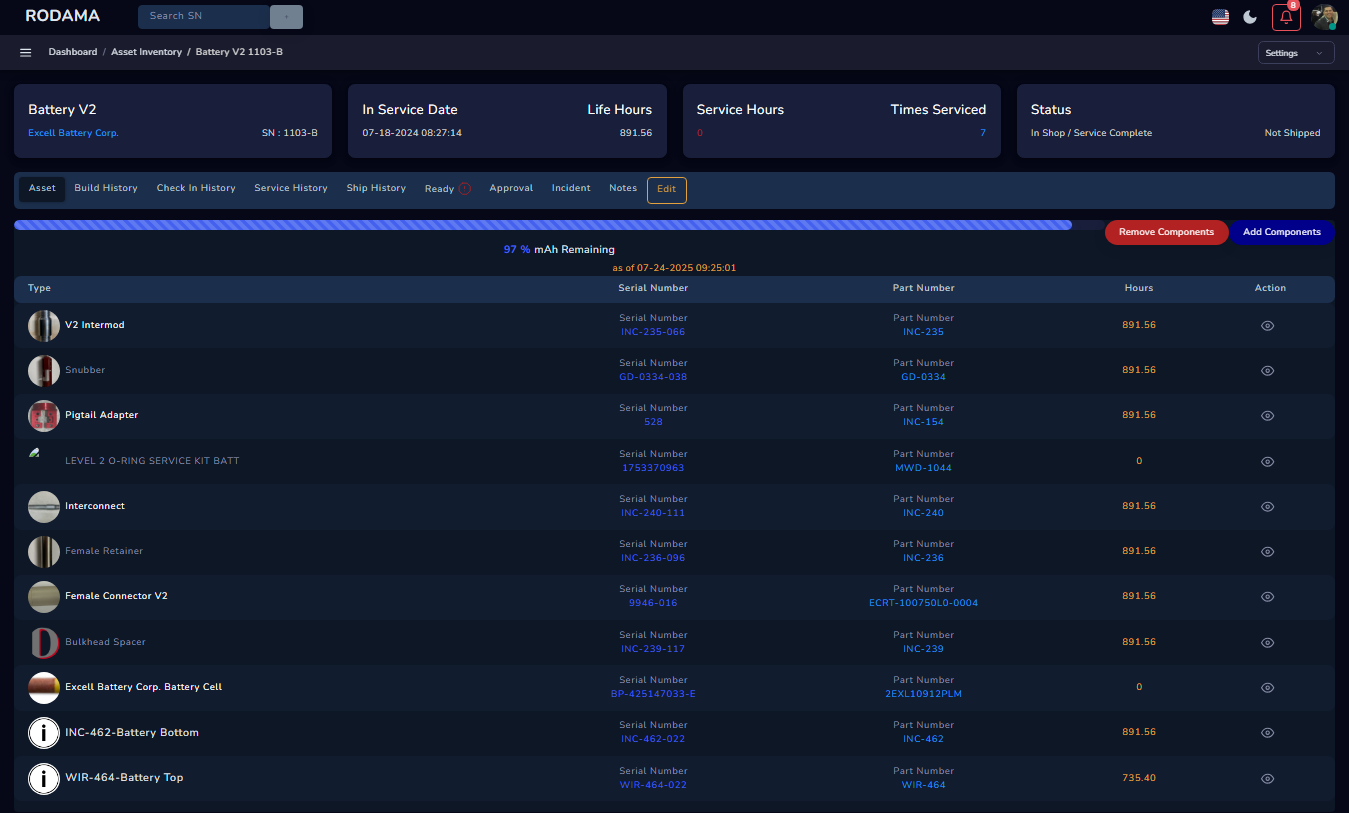 RODAMA
Search SN
8
Dashboard / Asset Inventory / Battery V2 1103-B
Settings
Battery V2
Excell Battery Corp.
SN : 1103-B
In Service Date
Life Hours
07-18-2024 08:27:14
891.56
Service Hours
Times Serviced
0
7
Status
In Shop / Service Complete
Not Shipped
Asset Build History Check In History Service History Ship History Ready Approval Incident Notes Edit
Remove Components
Add Components
97 % mAh Remaining
as of 07-24-2025 09:25:01
Type Serial Number Part Number Hours Action
V2 Intermod
Serial Number
INC-235-066
Part Number
INC-235
891.56
Snubber
Serial Number
GD-0334-038
Part Number
GD-0334
891.56
Pigtail Adapter
Serial Number
528
Part Number
INC-154
891.56
LEVEL 2 O-RING SERVICE KIT BATT
Serial Number
1753370963
Part Number
MWD-1044
0
Interconnect
Serial Number
INC-240-111
Part Number
INC-240
891.56
Female Retainer
Serial Number
INC-236-096
Part Number
INC-236
891.56
Female Connector V2
Serial Number
9946-016
Part Number
ECRT-100750L0-0004
891.56
Bulkhead Spacer
Serial Number
INC-239-117
Part Number
INC-239
891.56
Excell Battery Corp. Battery Cell
Serial Number
BP-425147033-E
Part Number
2EXL10912PLM
0
INC-462-Battery Bottom
Serial Number
INC-462-022
Part Number
INC-462
891.56
WIR-464-Battery Top
Serial Number
WIR-464-022
Part Number
WIR-464
735.40